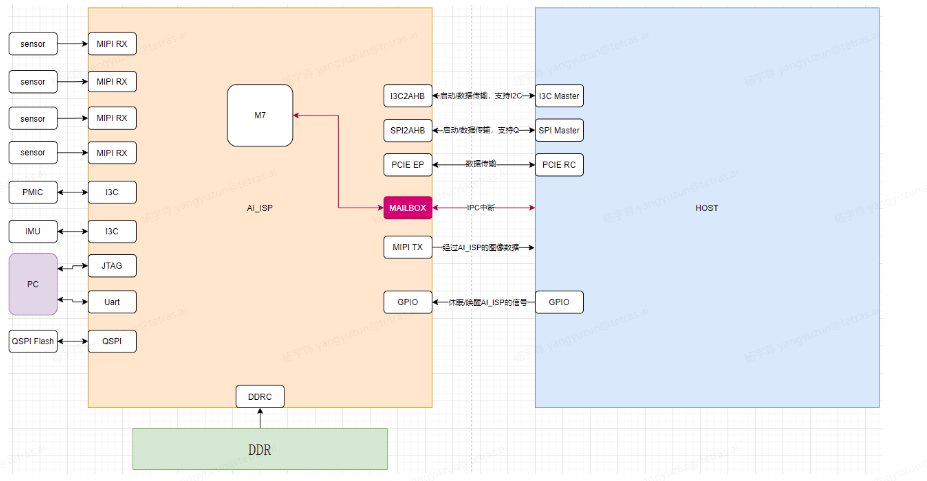 sensor
MIPI RX
sensor
MIPI RX
sensor
MIPI RX
sensor
MIPI RX
PMIC
I3C
IMU
I3C
PC
JTAG
Uart
QSPI Flash
QSPI
M7
AI_ISP
DDRC
DDR
I3C2AHB
启动/数据传输，支持I2C
I3C Master
SPI2AHB
启动/数据传输，支持Q
SPI Master
PCIE EP
数据传输
PCIE RC
MAILBOX
IPC中断
HOST
MIPI TX
经过AI_ISP的图像数据
GPIO
休眠/唤醒AI_ISP的信号
GPIO